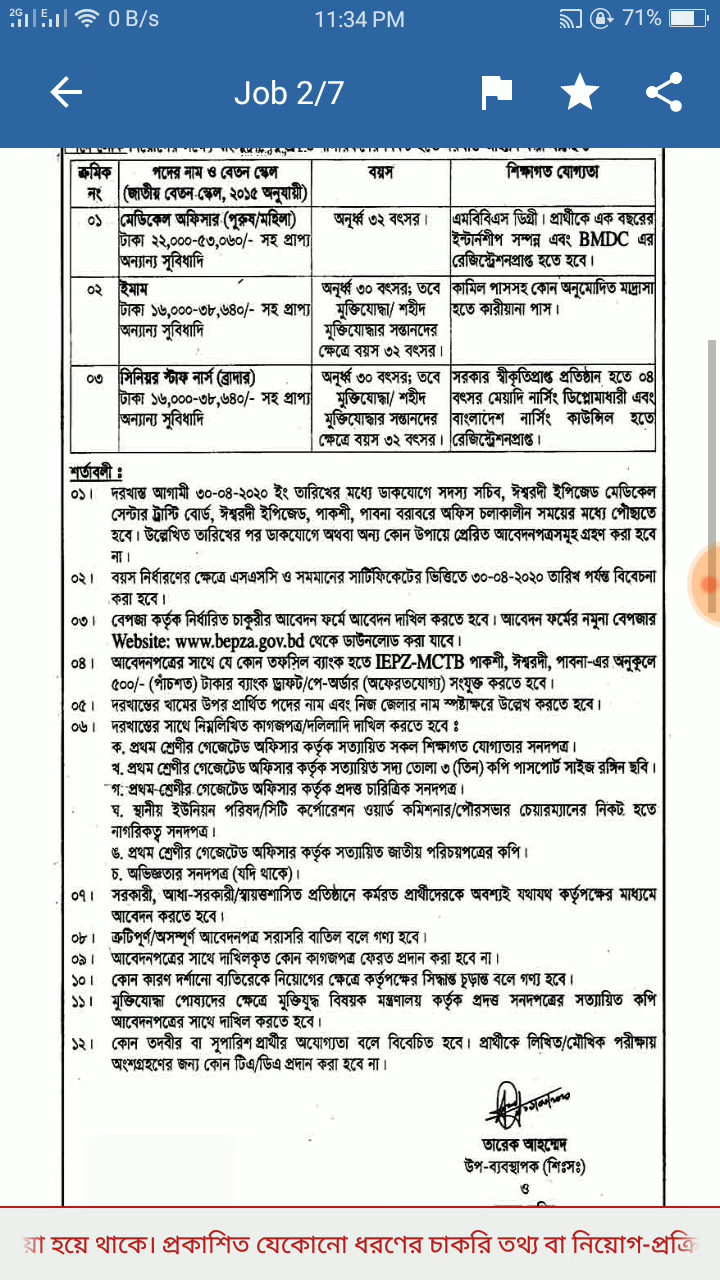 2G E 0 B/s 11:34 PM 71%
Job 2/7
ক্রমিক নং
পদের নাম ও বেতন স্কেল
(জাতীয় বেতন স্কেল, ২০১৫ অনুযায়ী)
বয়স
শিক্ষাগত যোগ্যতা
০১
মেডিকেল অফিসার (পুরুষ/মহিলা)
টাকা ২২,০০০-৫৩,০৬০/- সহ প্রাপ্য
অন্যান্য সুবিধাদি
অনূর্ধ্ব ৩২ বৎসর।
এমবিবিএস ডিগ্রী। প্রার্থীকে এক বছরের
ইন্টার্নশীপ সম্পন্ন এবং BMDC এর
রেজিস্ট্রেশনপ্রাপ্ত হতে হবে।
০২
ইমাম
টাকা ১৬,০০০-৩৮,৬৪০/- সহ প্রাপ্য
অন্যান্য সুবিধাদি
অনূর্ধ্ব ৩০ বৎসর; তবে
মুক্তিযোদ্ধা/ শহীদ
মুক্তিযোদ্ধার সন্তানদের
ক্ষেত্রে বয়স ৩২ বৎসর।
কামিল পাসসহ কোন অনুমোদিত মাদ্রাসা
হতে কারীয়ানা পাস।
০৩
সিনিয়র স্টাফ নার্স (ব্রাদার)
টাকা ১৬,০০০-৩৮,৬৪০/- সহ প্রাপ্য
অন্যান্য সুবিধাদি
অনূর্ধ্ব ৩০ বৎসর; তবে
মুক্তিযোদ্ধা/ শহীদ
মুক্তিযোদ্ধার সন্তানদের
ক্ষেত্রে বয়স ৩২ বৎসর।
সরকার স্বীকৃতিপ্রাপ্ত প্রতিষ্ঠান হতে ০৪
বৎসর মেয়াদি নার্সিং ডিপ্লোমাধারী এবং
বাংলাদেশ নার্সিং কাউন্সিল হতে
রেজিস্ট্রেশনপ্রাপ্ত।
শর্তাবলী :
০১। দরখাস্ত আগামী ৩০-০৪-২০২০ ইং তারিখের মধ্যে ডাকযোগে সদস্য সচিব, ঈশ্বরদী ইপিজেড মেডিকেল
সেন্টার ট্রাস্টি বোর্ড, ঈশ্বরদী ইপিজেড, পাকশী, পাবনা বরাবরে অফিস চলাকালীন সময়ের মধ্যে পৌঁছাতে
হবে। উল্লেখিত তারিখের পর ডাকযোগে অথবা অন্য কোন উপায়ে প্রেরিত আবেদনপত্রসমূহ গ্রহণ করা হবে
না।
০২। বয়স নির্ধারণের ক্ষেত্রে এসএসসি ও সমমানের সার্টিফিকেটের ভিত্তিতে ৩০-০৪-২০২০ তারিখ পর্যন্ত বিবেচনা
করা হবে।
০৩। বেপজা কর্তৃক নির্ধারিত চাকুরীর আবেদন ফর্মে আবেদন দাখিল করতে হবে। আবেদন ফর্মের নমুনা বেপজার
Website: www.bepza.gov.bd থেকে ডাউনলোড করা যাবে।
০৪। আবেদনপত্রের সাথে যে কোন তফসিল ব্যাংক হতে IEPZ-MCTB পাকশী, ঈশ্বরদী, পাবনা-এর অনুকূলে
৫০০/- (পাঁচশত) টাকার ব্যাংক ড্রাফট/পে-অর্ডার (অফেরতযোগ্য) সংযুক্ত করতে হবে।
০৫। দরখাস্তের খামের উপর প্রার্থিত পদের নাম এবং নিজ জেলার নাম স্পষ্টাক্ষরে উল্লেখ করতে হবে।
০৬। দরখাস্তের সাথে নিম্নলিখিত কাগজপত্র/দলিলাদি দাখিল করতে হবে :
ক. প্রথম শ্রেণীর গেজেটেড অফিসার কর্তৃক সত্যায়িত সকল শিক্ষাগত যোগ্যতার সনদপত্র।
খ. প্রথম শ্রেণীর গেজেটেড অফিসার কর্তৃক সত্যায়িত সদ্য তোলা ৩ (তিন) কপি পাসপোর্ট সাইজ রঙ্গিন ছবি।
গ. প্রথম-শ্রেণীর গেজেটেড অফিসার কর্তৃক প্রদত্ত চারিত্রিক সনদপত্র।
ঘ. স্থানীয় ইউনিয়ন পরিষদ/সিটি কর্পোরেশন ওয়ার্ড কমিশনার/পৌরসভার চেয়ারম্যানের নিকট হতে
নাগরিকত্ব সনদপত্র।
ঙ. প্রথম শ্রেণীর গেজেটেড অফিসার কর্তৃক সত্যায়িত জাতীয় পরিচয়পত্রের কপি।
চ. অভিজ্ঞতার সনদপত্র (যদি থাকে)।
০৭। সরকারী, আধা-সরকারী/স্বায়ত্তশাসিত প্রতিষ্ঠানে কর্মরত প্রার্থীদেরকে অবশ্যই যথাযথ কর্তৃপক্ষের মাধ্যমে
আবেদন করতে হবে।
০৮। ত্রুটিপূর্ণ/অসম্পূর্ণ আবেদনপত্র সরাসরি বাতিল বলে গণ্য হবে।
০৯। আবেদনপত্রের সাথে দাখিলকৃত কোন কাগজপত্র ফেরত প্রদান করা হবে না।
১০। কোন কারণ দর্শানো ব্যতিরেকে নিয়োগের ক্ষেত্রে কর্তৃপক্ষের সিদ্ধান্ত চূড়ান্ত বলে গণ্য হবে।
১১। মুক্তিযোদ্ধা পোষ্যদের ক্ষেত্রে মুক্তিযুদ্ধ বিষয়ক মন্ত্রণালয় কর্তৃক প্রদত্ত সনদপত্রের সত্যায়িত কপি
আবেদনপত্রের সাথে দাখিল করতে হবে।
১২। কোন তদবীর বা সুপারিশ প্রার্থীর অযোগ্যতা বলে বিবেচিত হবে। প্রার্থীকে লিখিত/মৌখিক পরীক্ষায়
অংশগ্রহণের জন্য কোন টিএ/ডিএ প্রদান করা হবে না।
তারেক আহম্মেদ
উপ-ব্যবস্থাপক (শিঃসঃ)
ও
য়া হয়ে থাকে। প্রকাশিত যেকোনো ধরণের চাকরি তথ্য বা নিয়োগ-প্রক্রি